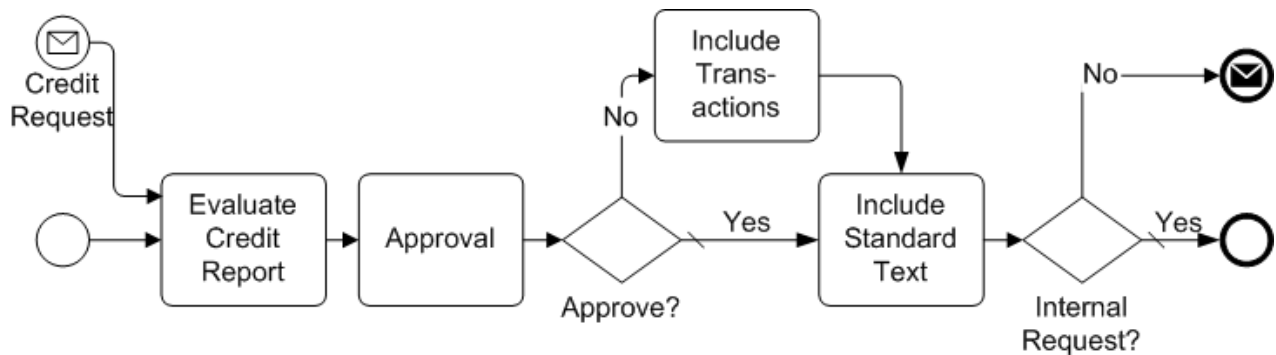 Credit
Request
Evaluate
Credit
Report
Approval
Approve?
No
Include
Trans-
actions
Yes
Include
Standard
Text
Internal
Request?
No
Yes